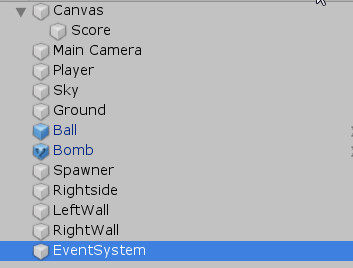 Canvas
Score
Main Camera
Player
Sky
Ground
Ball
Bomb
Spawner
Rightside
LeftWall
RightWall
EventSystem